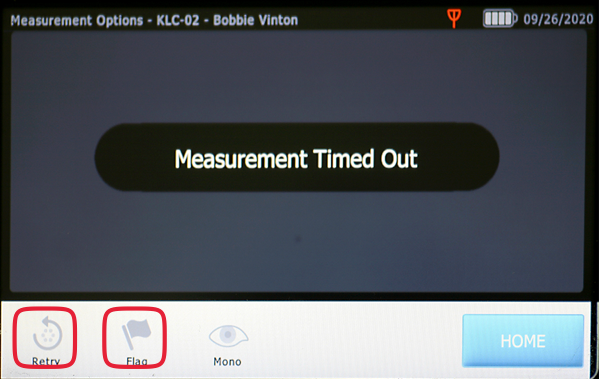 Measurement Options - KLC-02 - Bobbie Vinton 09/26/2020
Measurement Timed Out
Retry Flag Mono HOME